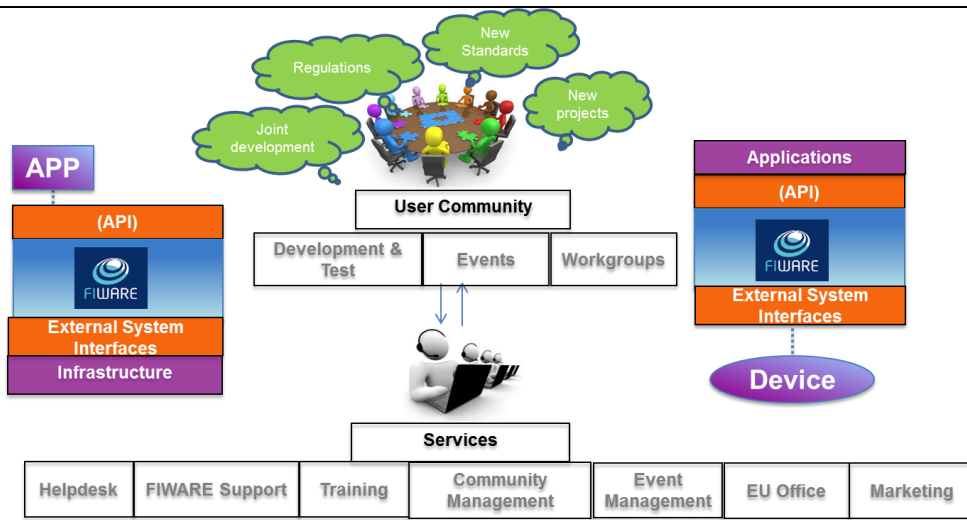 New
Standards
Regulations
New
projects
Joint
development
APP
(API)
FIWARE
External System
Interfaces
Infrastructure
User Community
Development &
Test
Events
Workgroups
Applications
(API)
FIWARE
External System
Interfaces
Device
Services
Helpdesk
FIWARE Support
Training
Community
Management
Event
Management
EU Office
Marketing